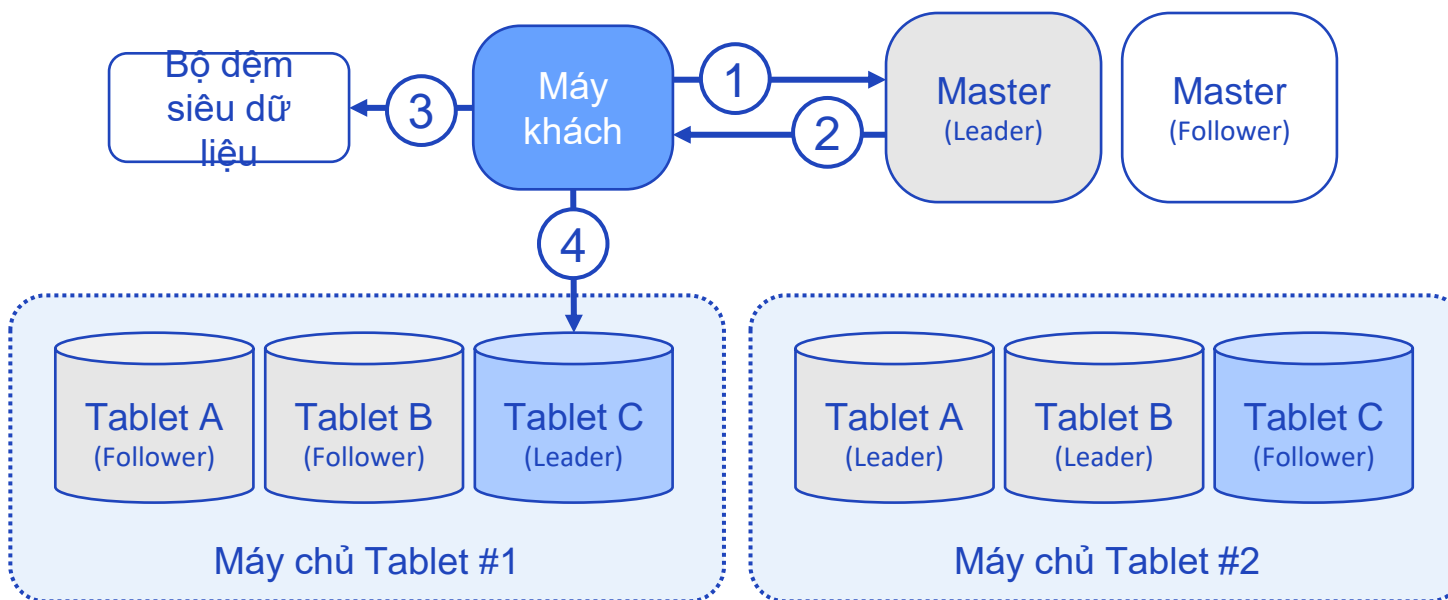 Bộ dệm
siêu dữ
liệu
3
Máy
khách
1
2
Master
(Leader)
Master
(Follower)
4
Tablet A
(Follower)
Tablet B
(Follower)
Tablet C
(Leader)
Máy chủ Tablet #1
Tablet A
(Leader)
Tablet B
(Leader)
Tablet C
(Follower)
Máy chủ Tablet #2